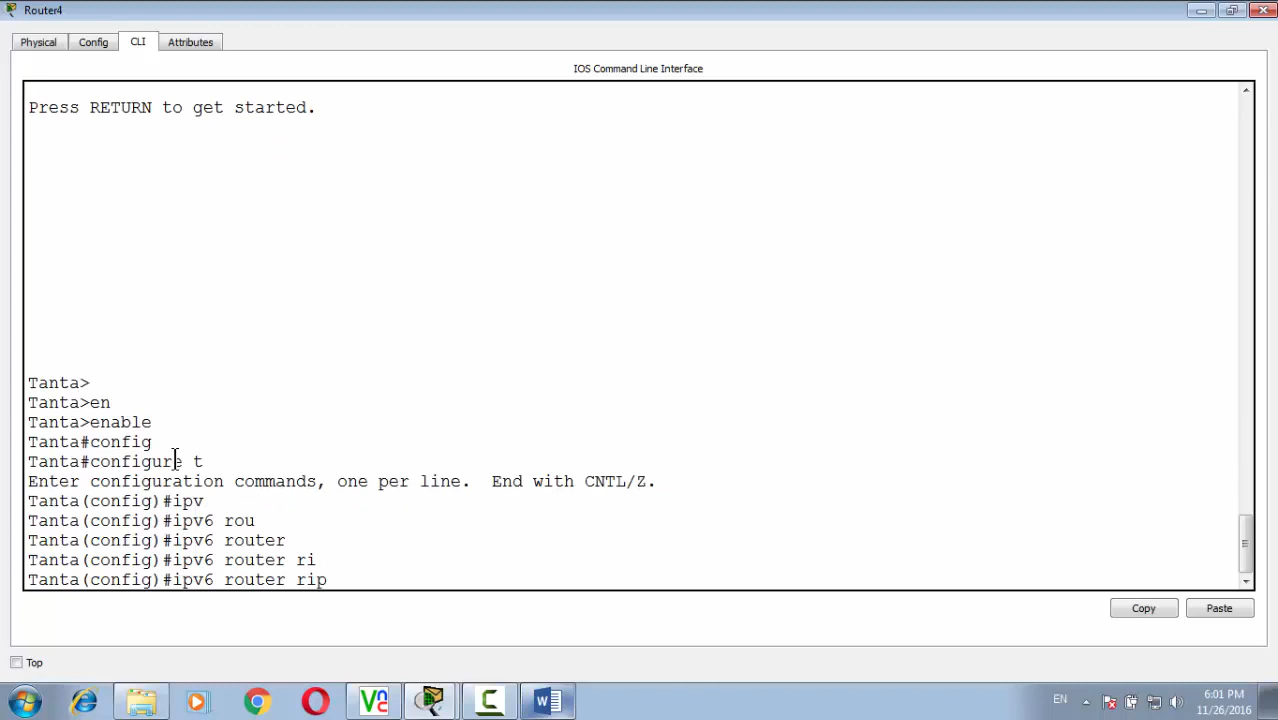 Router4
Physical
Config
CLI
Attributes
IOS Command Line Interface
Press RETURN to get started.
Tanta>
Tanta>en
Tanta>enable
Tanta#config
Tanta#configure t
Enter configuration commands, one per line.  End with CNTL/Z.
Tanta(config)#ipv
Tanta(config)#ipv6 rou
Tanta(config)#ipv6 router
Tanta(config)#ipv6 router ri
Tanta(config)#ipv6 router rip
Copy
Paste
Top
EN
6:01 PM
11/26/2016